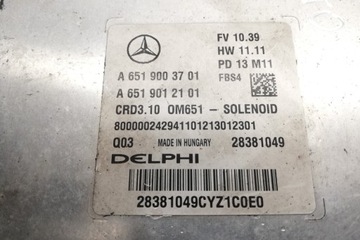 FV 10.39
HW 11.11
A 651 900 37 01 PD 13 M11
A 651 901 21 01 FBS4
CRD3.10 OM651 – SOLENOID
800000242941101213012301
Q03 MADE IN HUNGARY 28381049
DELPHI
28381049CYZ1C0E0